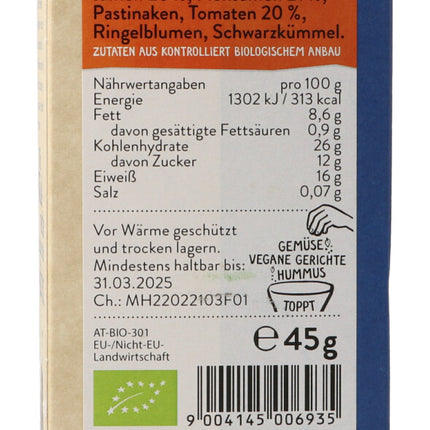 Pastinaken, Tomaten 20 %,
Ringelblumen, Schwarzkümmel.
ZUTATEN AUS KONTROLLIERT BIOLOGISCHEM ANBAU
Nährwertangaben pro 100 g
Energie 1302 kJ / 313 kcal
Fett 8,6 g
davon gesättigte Fettsäuren 0,9 g
Kohlenhydrate 26 g
davon Zucker 12 g
Eiweiß 16 g
Salz 0,07 g
Vor Wärme geschützt
und trocken lagern.
Mindestens haltbar bis:
31.03.2025
Ch.: MH22022103F01
GEMÜSE
VEGANE GERICHTE
HUMMUS
TOPPT
AT-BIO-301
EU-/Nicht-EU-
Landwirtschaft
e 45 g
9 004145 006935